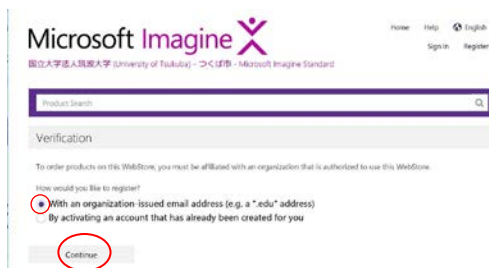 Microsoft Imagine
Home Help English
Sign In Register
国立大学法人筑波大学 (University of Tsukuba) - つくば市 - Microsoft Imagine Standard
Product Search
Verification
To order products on this WebStore, you must be affiliated with an organization that is authorized to use this WebStore.
How would you like to register?
With an organization-issued email address (e.g. a ".edu" address)
By activating an account that has already been created for you
Continue